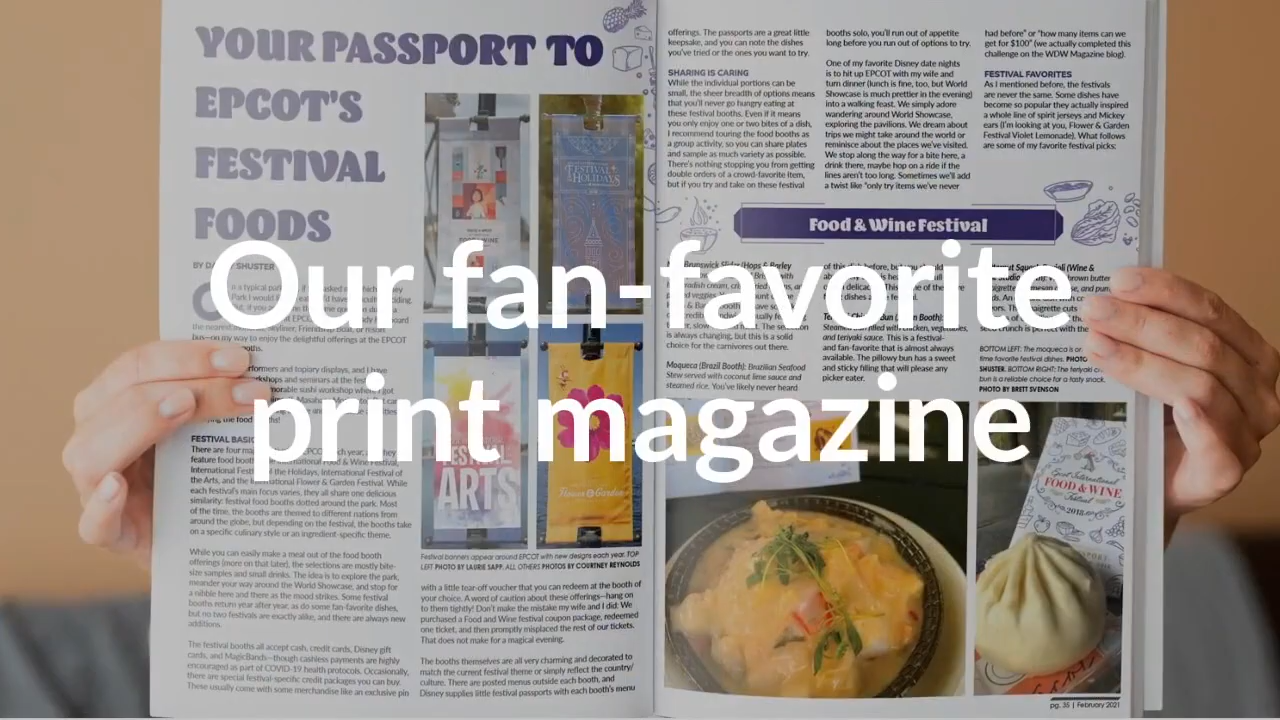 YOUR PASSPORT TO
EPCOT'S
FESTIVAL
FOODS
Our fan-favorite
print magazine
FESTIVAL BASIC
each festival's main focus varies, they all share one delicious
similarity: festival food booths dotted around the park. Most
of the time, the booths are themed to different nations from
around the globe, but depending on the festival, the booths take
on a specific culinary style or an ingredient-specific theme.
While you can easily make a meal out of the food booth
offerings (more on that later), the selections are mostly bite-
size samples and small drinks. The idea is to explore the park,
meander your way around the World Showcase, and stop for
a nibble here and there as the mood strikes. Some festival
booths return year after year, as do some fan-favorite dishes,
but no two festivals are exactly alike, and there are always new
additions.
The festival booths all accept cash, credit cards, Disney gift
cards, and MagicBands—though cashless payments are highly
encouraged as part of COVID-19 health protocols. Occasionally,
there are special festival-specific credit packages you can buy.
These usually come with some merchandise like an exclusive pin
FESTIVAL
HOLIDAYS
FESTIVAL
ARTS
Flower & Garden
Festival banners appear around EPCOT with new designs each year. TOP
LEFT PHOTO BY LAURIE SAPP. ALL OTHERS PHOTOS BY COURTNEY REYNOLDS
with a little tear-off voucher that you can redeem at the booth of
your choice. A word of caution about these offerings—hang on
to them tightly! Don't make the mistake my wife and I did: We
purchased a Food and Wine festival coupon package, redeemed
one ticket, and then promptly misplaced the rest of our tickets.
That does not make for a magical evening.
The booths themselves are all very charming and decorated to
match the current festival theme or simply reflect the country/
culture. There are posted menus outside each booth, and
Disney supplies little festival passports with each booth's menu
offerings. The passports are a great little
keepsake, and you can note the dishes
you've tried or the ones you want to try.
SHARING IS CARING
While the individual portions can be
small, the sheer breadth of options means
that you'll never go hungry eating at
these festival booths. Even if it means
you only enjoy one or two bites of a dish,
I recommend touring the food booths as
a group activity, so you can share plates
and sample as much variety as possible.
There's nothing stopping you from getting
double orders of a crowd-favorite item,
but if you try and take on these festival
booths solo, you'll run out of appetite
long before you run out of options to try.
One of my favorite Disney date nights
is to hit up EPCOT with my wife and
turn dinner (lunch is fine, too, but World
Showcase is much prettier in the evening)
into a walking feast. We simply adore
wandering around World Showcase,
exploring the pavilions. We dream about
trips we might take around the world or
reminisce about the places we've visited.
We stop along the way for a bite here, a
drink there, maybe hop on a ride if the
lines aren't too long. Sometimes we'll add
a twist like "only try items we've never
had before" or "how many items can we
get for $100" (we actually completed this
challenge on the WDW Magazine blog).
FESTIVAL FAVORITES
As I mentioned before, the festivals
are never the same. Some dishes have
become so popular they actually inspired
a whole line of spirit jerseys and Mickey
ears (I'm looking at you, Flower & Garden
Festival Violet Lemonade). What follows
are some of my favorite festival picks:
Food & Wine Festival
is always changing, but this is a solid
choice for the carnivores out there.
Moqueca (Brazil Booth): Brazilian Seafood
Stew served with coconut lime sauce and
steamed rice. You've likely never heard
and teriyaki sauce. This is a festival-
and fan-favorite that is almost always
available. The pillowy bun has a sweet
and sticky filling that will please any
picker eater.
BOTTOM LEFT: The moqueca is
time favorite festival dishes.
SHUSTER. BOTTOM RIGHT: The teriyaki
bun is a reliable choice for a tasty snack.
PHOTO BY BRETT SVENSON
Epcot International
FOOD & WINE
Festival
2018
pg. 35 | February 2021